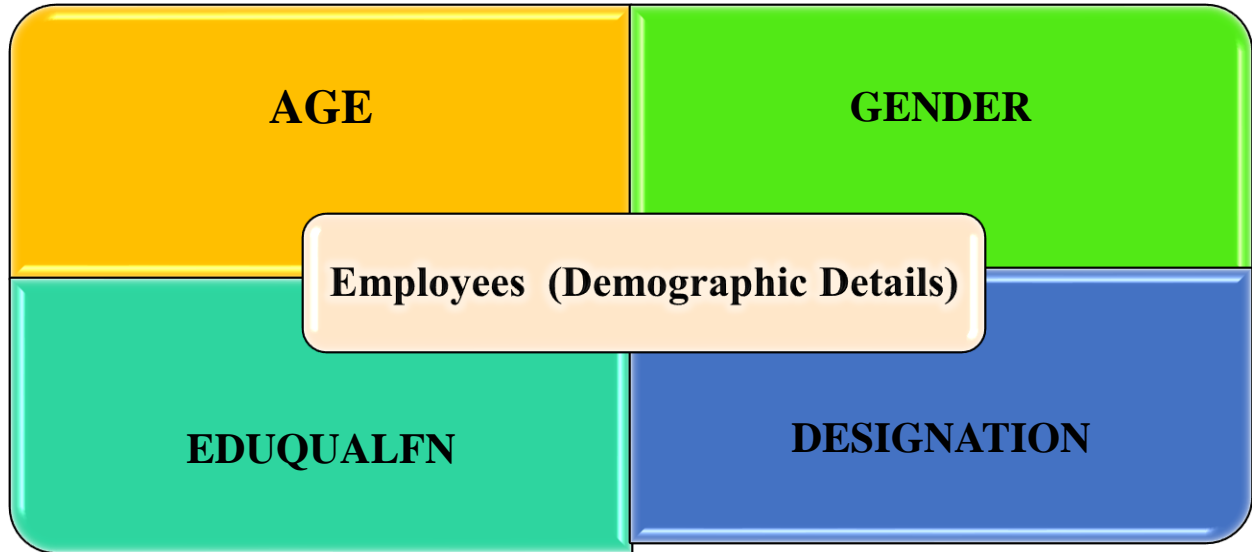 AGE
GENDER
Employees  (Demographic Details)
EDUQUALFN
DESIGNATION